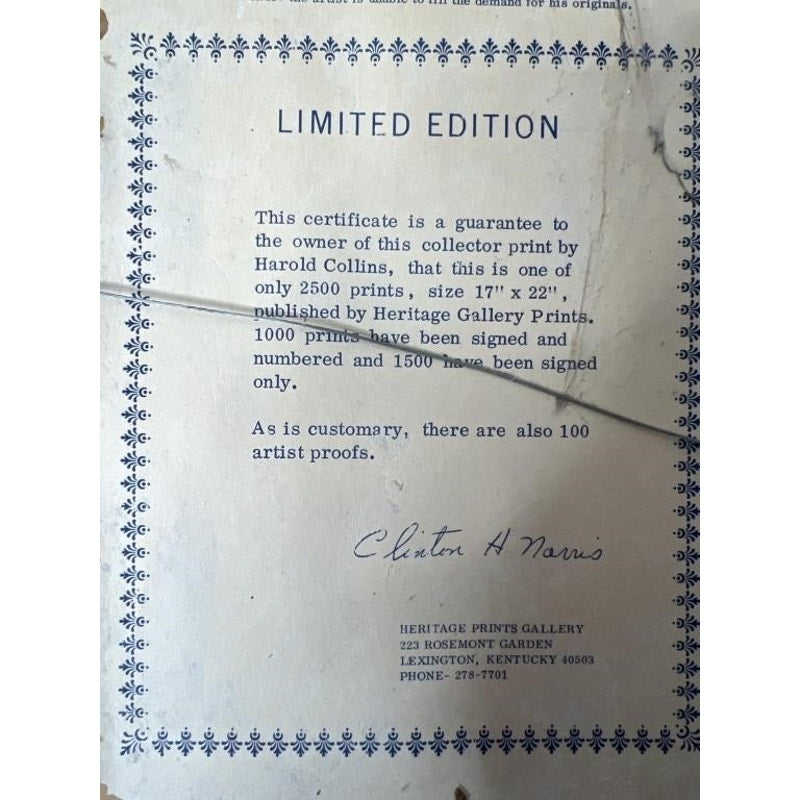 the artist is unable to fill the demand for his originals.
LIMITED EDITION
This certificate is a guarantee to
the owner of this collector print by
Harold Collins, that this is one of
only 2500 prints, size 17" x 22",
published by Heritage Gallery Prints.
1000 prints have been signed and
numbered and 1500 have been signed
only.
As is customary, there are also 100
artist proofs.
Clinton H Norris
HERITAGE PRINTS GALLERY
223 ROSEMONT GARDEN
LEXINGTON, KENTUCKY 40503
PHONE- 278-7701